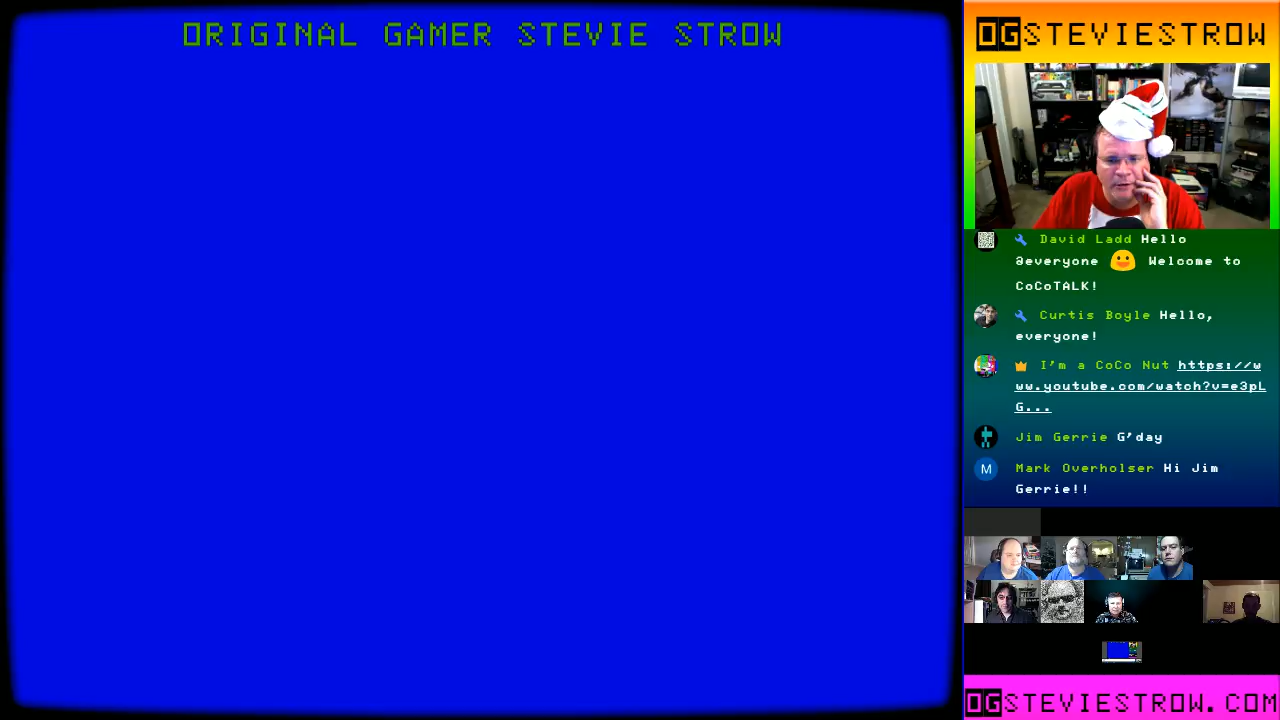 ORIGINAL GAMER STEVIE STROW
OGSTEVIESTROW
David Ladd Hello
@everyone Welcome to
CoCoTALK!
Curtis Boyle Hello,
everyone!
I'm a CoCo Nut https://w
ww.youtube.com/watch?v=e3pL
G...
Jim Gerrie G'day
M Mark Overholser Hi Jim
Gerrie!!
OGSTEVIESTROW.COM